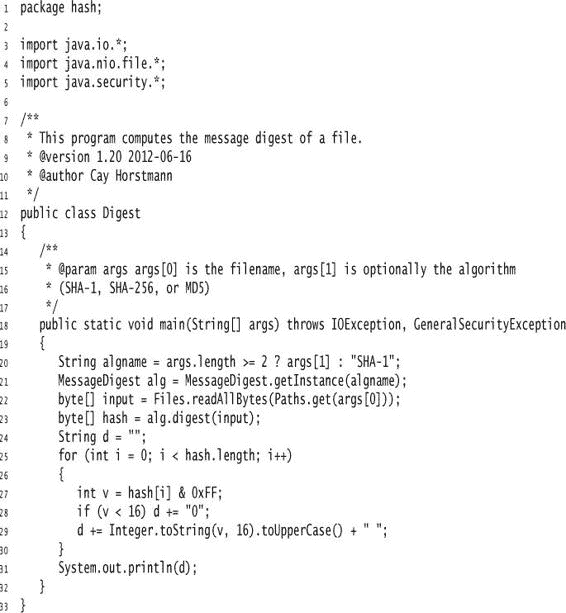 1 package hash;
2
3 import java.io.*;
4 import java.nio.file.*;
5 import java.security.*;
6
7 /**
8  * This program computes the message digest of a file.
9  * @version 1.20 2012-06-16
10  * @author Cay Horstmann
11  */
12 public class Digest
13 {
14    /**
15     * @param args args[0] is the filename, args[1] is optionally the algorithm
16     * (SHA-1, SHA-256, or MD5)
17     */
18    public static void main(String[] args) throws IOException, GeneralSecurityException
19    {
20       String algname = args.length >= 2 ? args[1] : "SHA-1";
21       MessageDigest alg = MessageDigest.getInstance(algname);
22       byte[] input = Files.readAllBytes(Paths.get(args[0]));
23       byte[] hash = alg.digest(input);
24       String d = "";
25       for (int i = 0; i < hash.length; i++)
26       {
27          int v = hash[i] & 0xFF;
28          if (v < 16) d += "0";
29          d += Integer.toString(v, 16).toUpperCase() + " ";
30       }
31       System.out.println(d);
32    }
33 }